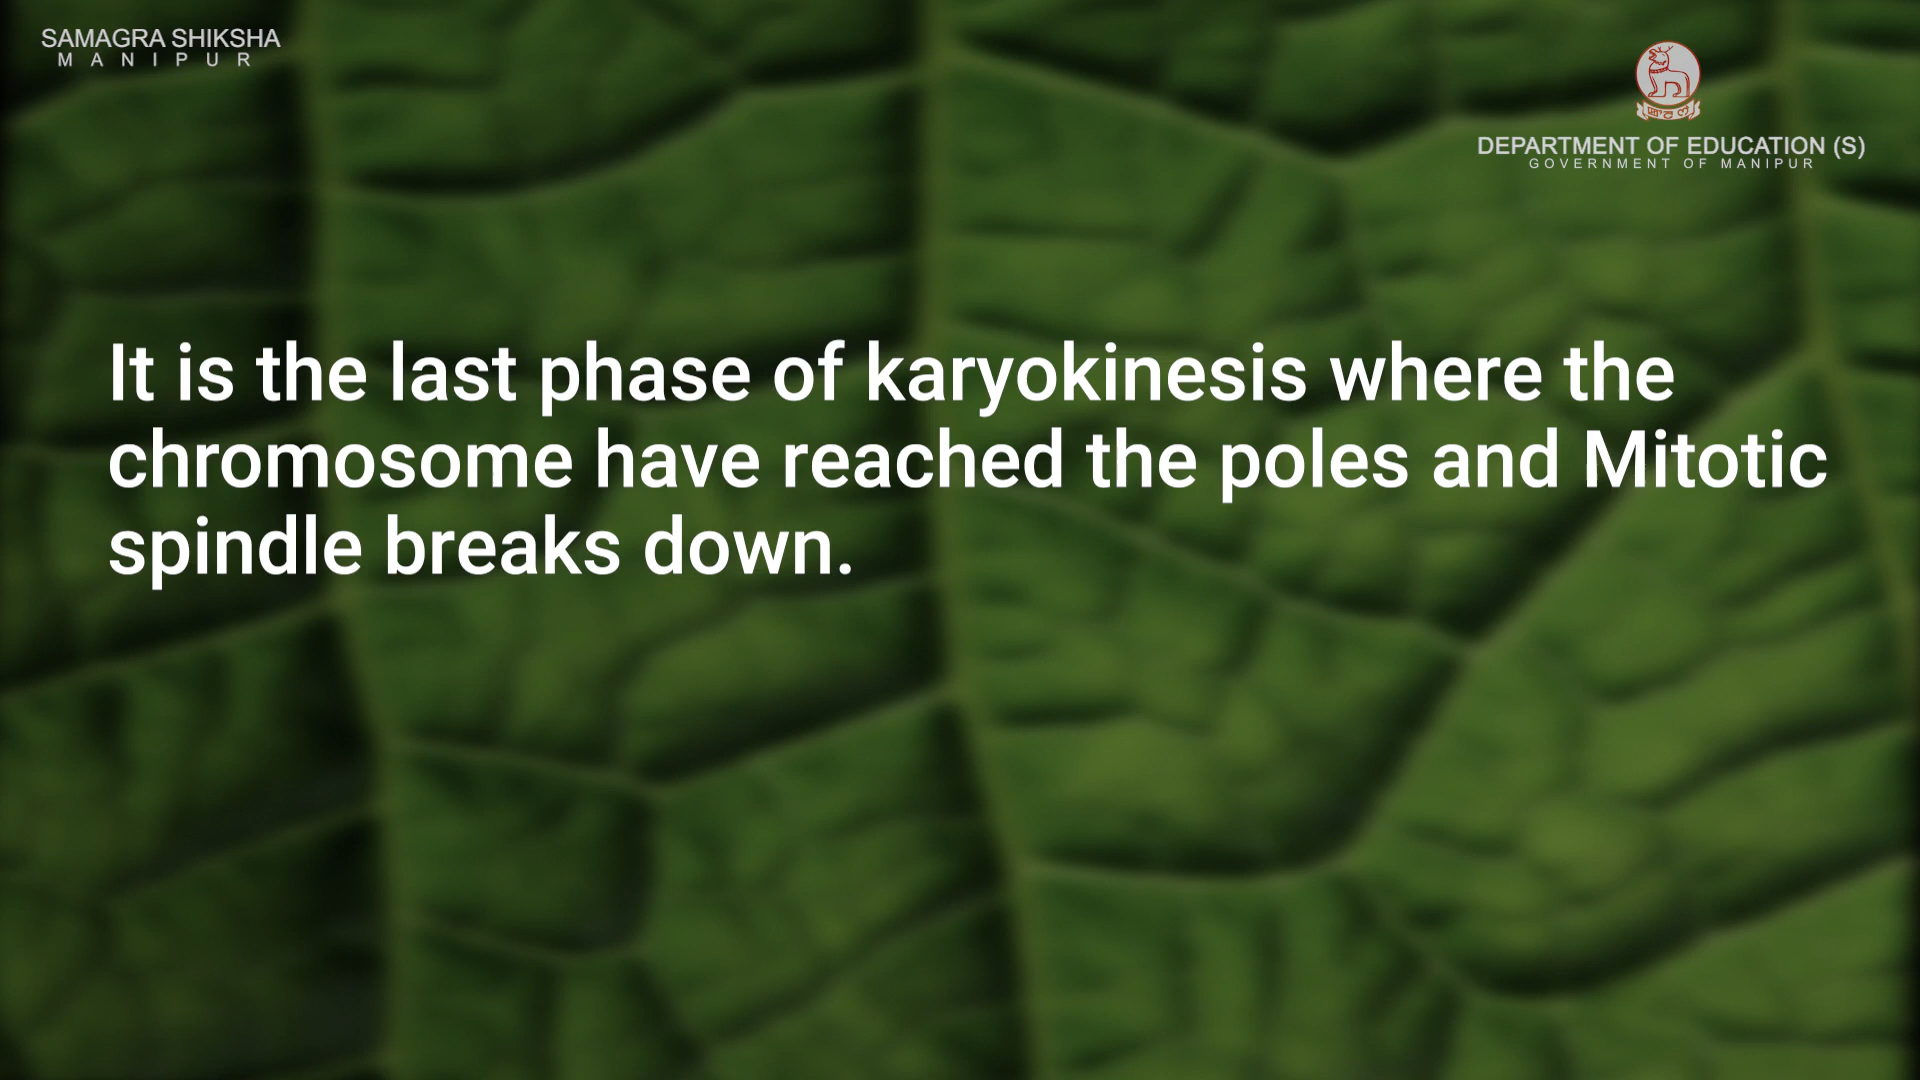 SAMAGRA SHIKSHA
MANIPUR
DEPARTMENT OF EDUCATION (S)
GOVERNMENT OF MANIPUR
It is the last phase of karyokinesis where the
chromosome have reached the poles and Mitotic
spindle breaks down.